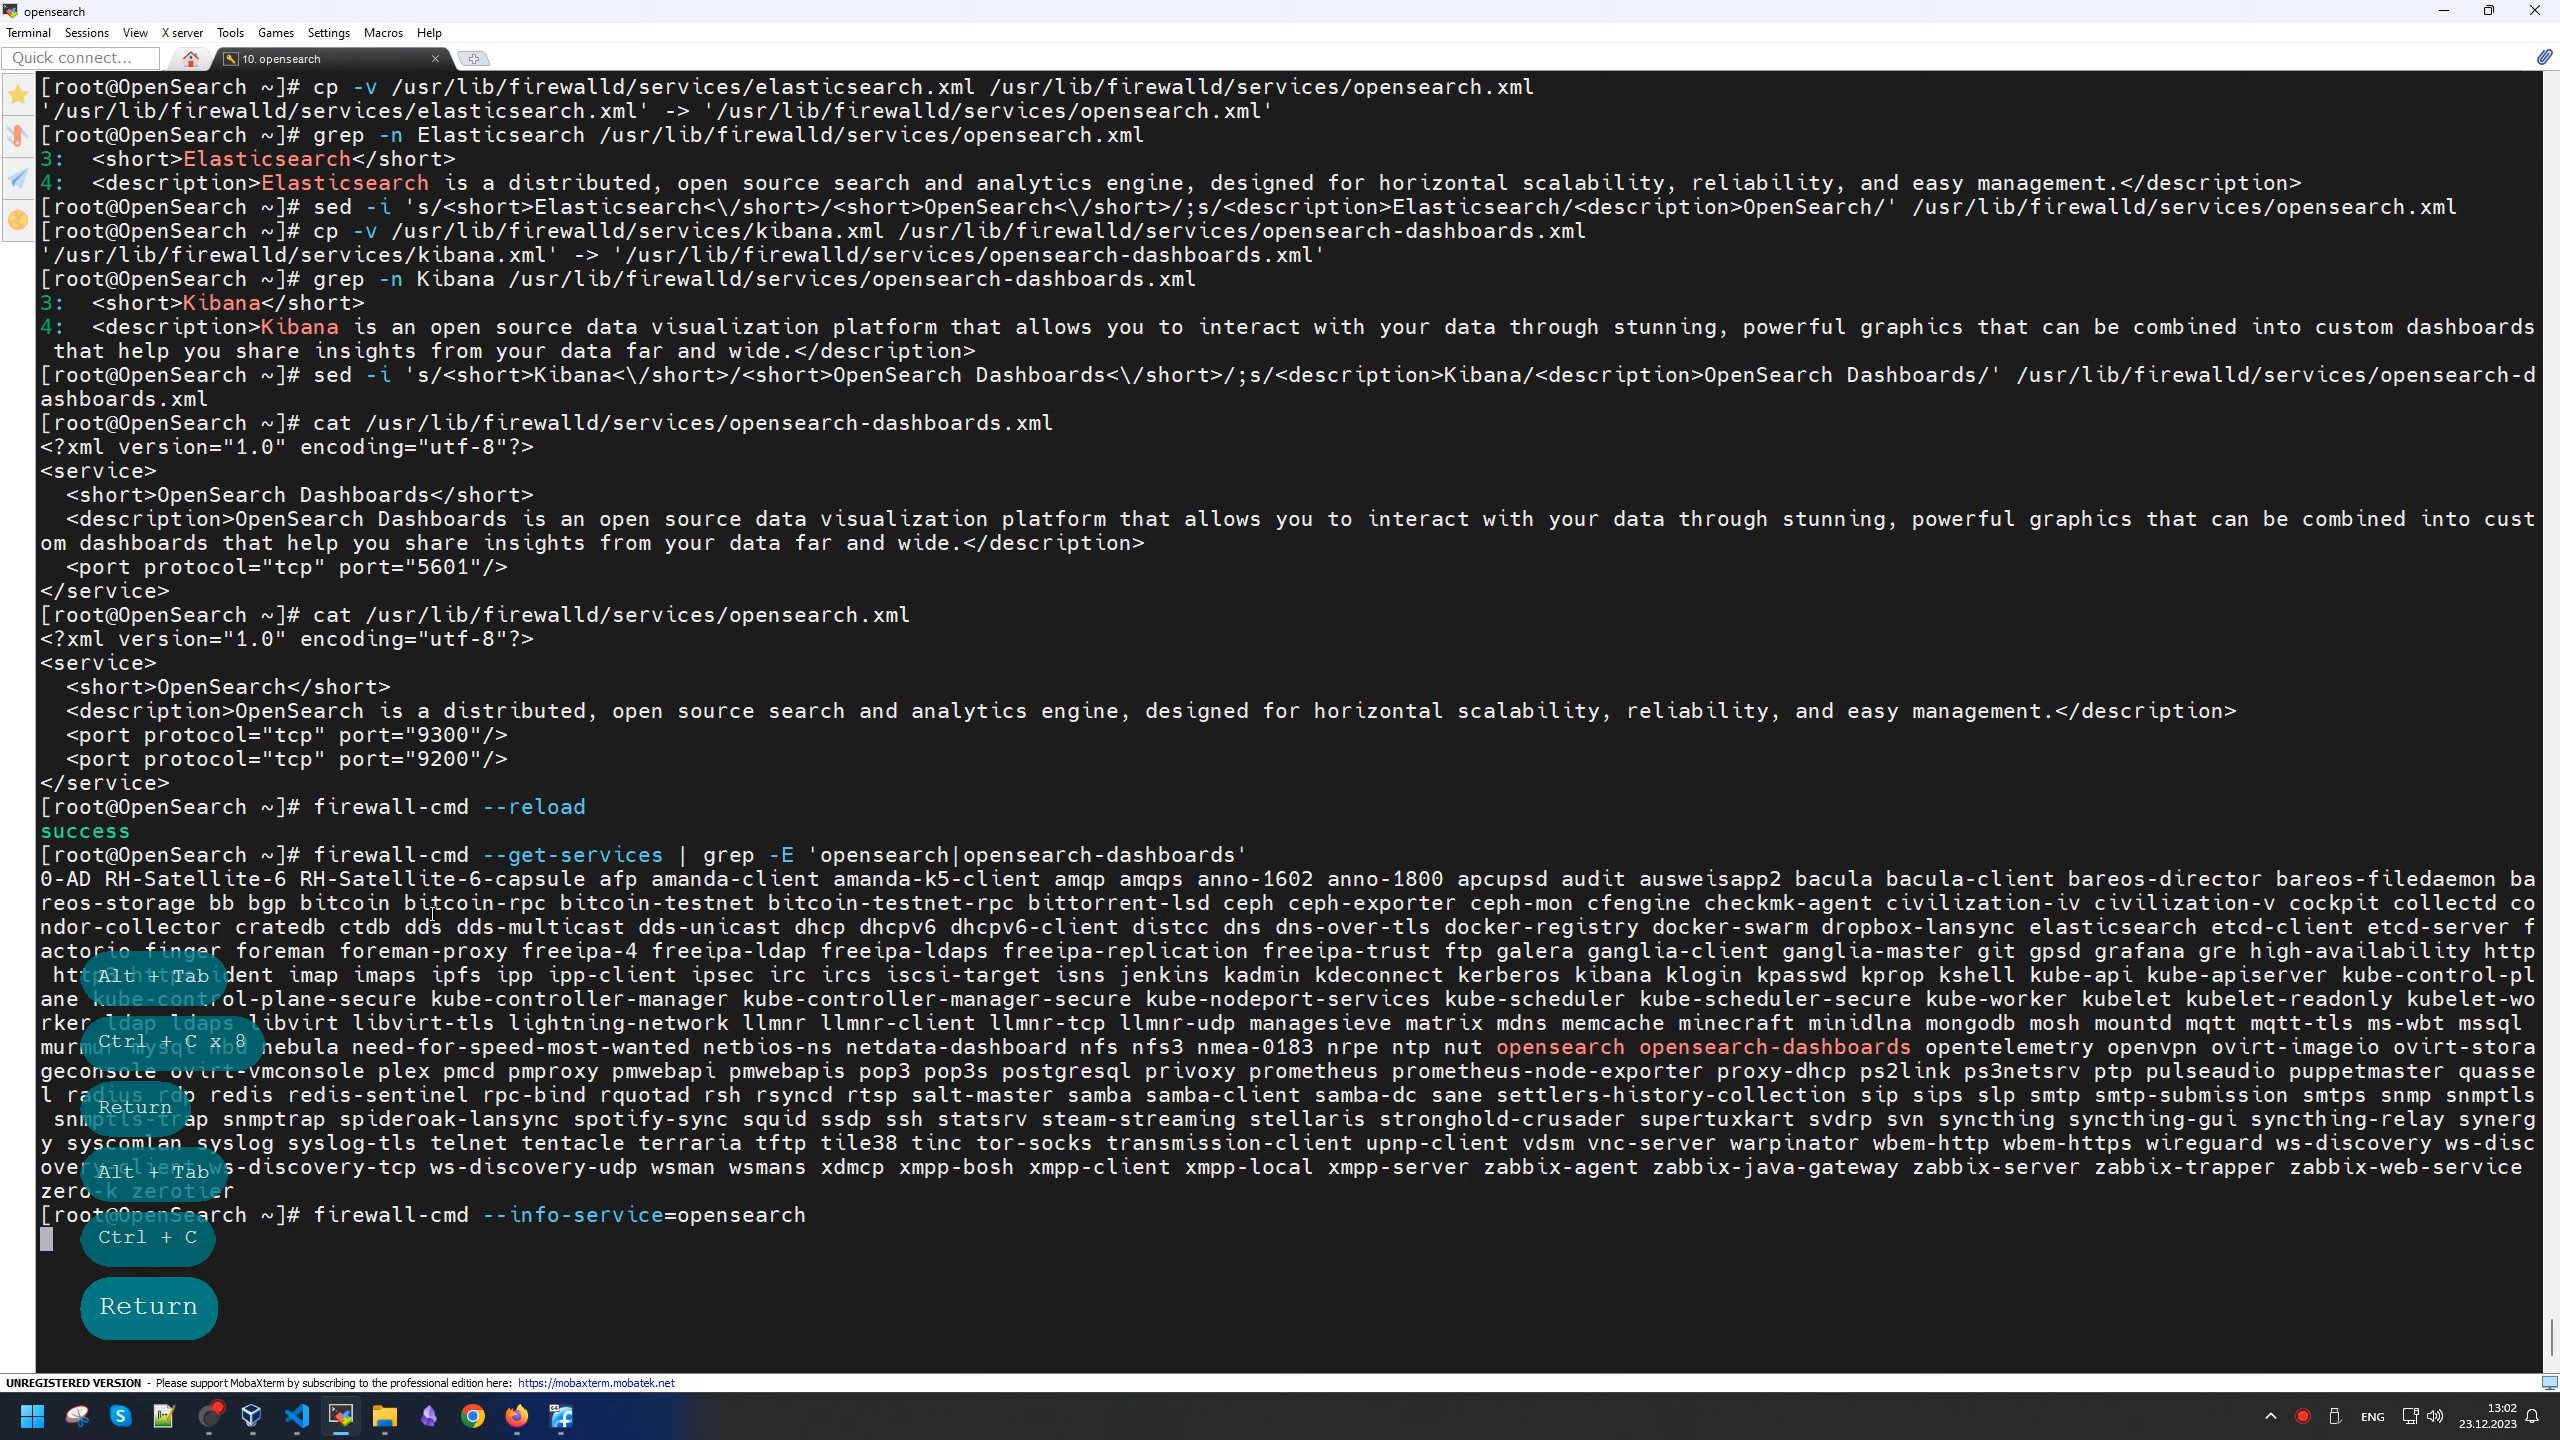 opensearch
Terminal Sessions View X server Tools Games Settings Macros Help
Quick connect... 10. opensearch
[root@OpenSearch ~]# cp -v /usr/lib/firewalld/services/elasticsearch.xml /usr/lib/firewalld/services/opensearch.xml
'/usr/lib/firewalld/services/elasticsearch.xml' -> '/usr/lib/firewalld/services/opensearch.xml'
[root@OpenSearch ~]# grep -n Elasticsearch /usr/lib/firewalld/services/opensearch.xml
3:  <short>Elasticsearch</short>
4:  <description>Elasticsearch is a distributed, open source search and analytics engine, designed for horizontal scalability, reliability, and easy management.</description>
[root@OpenSearch ~]# sed -i 's/<short>Elasticsearch<\/short>/<short>OpenSearch<\/short>/;s/<description>Elasticsearch/<description>OpenSearch/' /usr/lib/firewalld/services/opensearch.xml
[root@OpenSearch ~]# cp -v /usr/lib/firewalld/services/kibana.xml /usr/lib/firewalld/services/opensearch-dashboards.xml
'/usr/lib/firewalld/services/kibana.xml' -> '/usr/lib/firewalld/services/opensearch-dashboards.xml'
[root@OpenSearch ~]# grep -n Kibana /usr/lib/firewalld/services/opensearch-dashboards.xml
3:  <short>Kibana</short>
4:  <description>Kibana is an open source data visualization platform that allows you to interact with your data through stunning, powerful graphics that can be combined into custom dashboards
 that help you share insights from your data far and wide.</description>
[root@OpenSearch ~]# sed -i 's/<short>Kibana<\/short>/<short>OpenSearch Dashboards<\/short>/;s/<description>Kibana/<description>OpenSearch Dashboards/' /usr/lib/firewalld/services/opensearch-d
ashboards.xml
[root@OpenSearch ~]# cat /usr/lib/firewalld/services/opensearch-dashboards.xml
<?xml version="1.0" encoding="utf-8"?>
<service>
  <short>OpenSearch Dashboards</short>
  <description>OpenSearch Dashboards is an open source data visualization platform that allows you to interact with your data through stunning, powerful graphics that can be combined into cust
om dashboards that help you share insights from your data far and wide.</description>
  <port protocol="tcp" port="5601"/>
</service>
[root@OpenSearch ~]# cat /usr/lib/firewalld/services/opensearch.xml
<?xml version="1.0" encoding="utf-8"?>
<service>
  <short>OpenSearch</short>
  <description>OpenSearch is a distributed, open source search and analytics engine, designed for horizontal scalability, reliability, and easy management.</description>
  <port protocol="tcp" port="9300"/>
  <port protocol="tcp" port="9200"/>
</service>
[root@OpenSearch ~]# firewall-cmd --reload
success
[root@OpenSearch ~]# firewall-cmd --get-services | grep -E 'opensearch|opensearch-dashboards'
0-AD RH-Satellite-6 RH-Satellite-6-capsule afp amanda-client amanda-k5-client amqp amqps anno-1602 anno-1800 apcupsd audit ausweisapp2 bacula bacula-client bareos-director bareos-filedaemon ba
reos-storage bb bgp bitcoin bitcoin-rpc bitcoin-testnet bitcoin-testnet-rpc bittorrent-lsd ceph ceph-exporter ceph-mon cfengine checkmk-agent civilization-iv civilization-v cockpit collectd co
ndor-collector cratedb ctdb dds dds-multicast dds-unicast dhcp dhcpv6 dhcpv6-client distcc dns dns-over-tls docker-registry docker-swarm dropbox-lansync elasticsearch etcd-client etcd-server f
actorio finger foreman foreman-proxy freeipa-4 freeipa-ldap freeipa-ldaps freeipa-replication freeipa-trust ftp galera ganglia-client ganglia-master git gpsd grafana gre high-availability http
 http3 https ident imap imaps ipfs ipp ipp-client ipsec irc ircs iscsi-target isns jenkins kadmin kdeconnect kerberos kibana klogin kpasswd kprop kshell kube-api kube-apiserver kube-control-pl
ane kube-control-plane-secure kube-controller-manager kube-controller-manager-secure kube-nodeport-services kube-scheduler kube-scheduler-secure kube-worker kubelet kubelet-readonly kubelet-wo
rker ldap ldaps libvirt libvirt-tls lightning-network llmnr llmnr-client llmnr-tcp llmnr-udp managesieve matrix mdns memcache minecraft minidlna mongodb mosh mountd mqtt mqtt-tls ms-wbt mssql
murmur mysql nbd nebula need-for-speed-most-wanted netbios-ns netdata-dashboard nfs nfs3 nmea-0183 nrpe ntp nut opensearch opensearch-dashboards opentelemetry openvpn ovirt-imageio ovirt-stora
geconsole ovirt-vmconsole plex pmcd pmproxy pmwebapi pmwebapis pop3 pop3s postgresql privoxy prometheus prometheus-node-exporter proxy-dhcp ps2link ps3netsrv ptp pulseaudio puppetmaster quasse
l radius rdp redis redis-sentinel rpc-bind rquotad rsh rsyncd rtsp salt-master samba samba-client samba-dc sane settlers-history-collection sip sips slp smtp smtp-submission smtps snmp snmptls
 snmptls-trap snmptrap spideroak-lansync spotify-sync squid ssdp ssh statsrv steam-streaming stellaris stronghold-crusader supertuxkart svdrp svn syncthing syncthing-gui syncthing-relay synerg
y syscomlan syslog syslog-tls telnet tentacle terraria tftp tile38 tinc tor-socks transmission-client upnp-client vdsm vnc-server warpinator wbem-http wbem-https wireguard ws-discovery ws-disc
overy-client ws-discovery-tcp ws-discovery-udp wsman wsmans xdmcp xmpp-bosh xmpp-client xmpp-local xmpp-server zabbix-agent zabbix-java-gateway zabbix-server zabbix-trapper zabbix-web-service
zero-k zerotier
[root@OpenSearch ~]# firewall-cmd --info-service=opensearch
Alt + Tab
Ctrl + C x 8
Return
Alt + Tab
Ctrl + C
Return
UNREGISTERED VERSION - Please support MobaXterm by subscribing to the professional edition here: https://mobaxterm.mobatek.net
ENG
13:02
23.12.2023